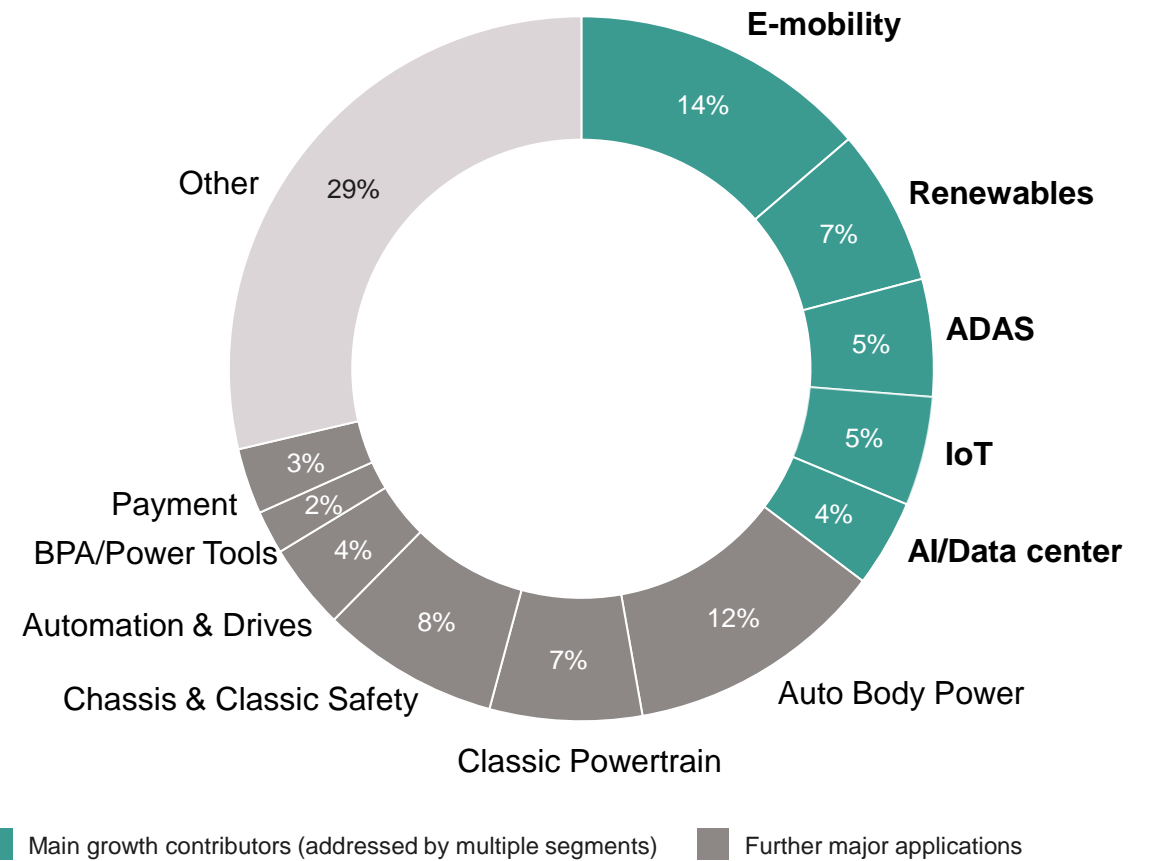 E-mobility
14%
Renewables
7%
ADAS
5%
IoT
5%
AI/Data center
4%
Auto Body Power
12%
Classic Powertrain
7%
Chassis & Classic Safety
8%
Automation & Drives
4%
BPA/Power Tools
2%
Payment
3%
Other
29%
Main growth contributors (addressed by multiple segments)
Further major applications